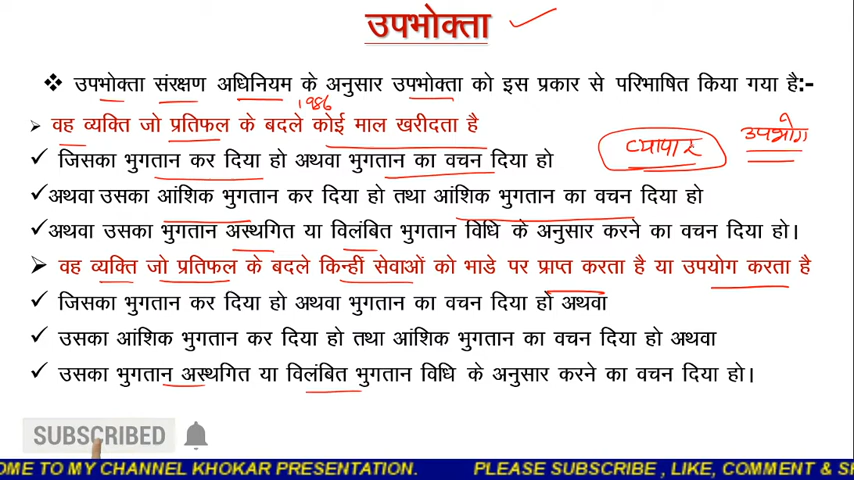 उपभोक्ता
❖ उपभोक्ता संरक्षण अधिनियम के अनुसार उपभोक्ता को इस प्रकार से परिभाषित किया गया है:-
1986
➢ वह व्यक्ति जो प्रतिफल के बदले कोई माल खरीदता है
व्यापार
उपभोग
✓ जिसका भुगतान कर दिया हो अथवा भुगतान का वचन दिया हो
✓ अथवा उसका आंशिक भुगतान कर दिया हो तथा आंशिक भुगतान का वचन दिया हो
✓ अथवा उसका भुगतान अस्थगित या विलंबित भुगतान विधि के अनुसार करने का वचन दिया हो।
➢ वह व्यक्ति जो प्रतिफल के बदले किन्हीं सेवाओं को भाडे पर प्राप्त करता है या उपयोग करता है
✓ जिसका भुगतान कर दिया हो अथवा भुगतान का वचन दिया हो अथवा
✓ उसका आंशिक भुगतान कर दिया हो तथा आंशिक भुगतान का वचन दिया हो अथवा
✓ उसका भुगतान अस्थगित या विलंबित भुगतान विधि के अनुसार करने का वचन दिया हो।
SUBSCRIBED
OME TO MY CHANNEL KHOKAR PRESENTATION. PLEASE SUBSCRIBE , LIKE, COMMENT & SH